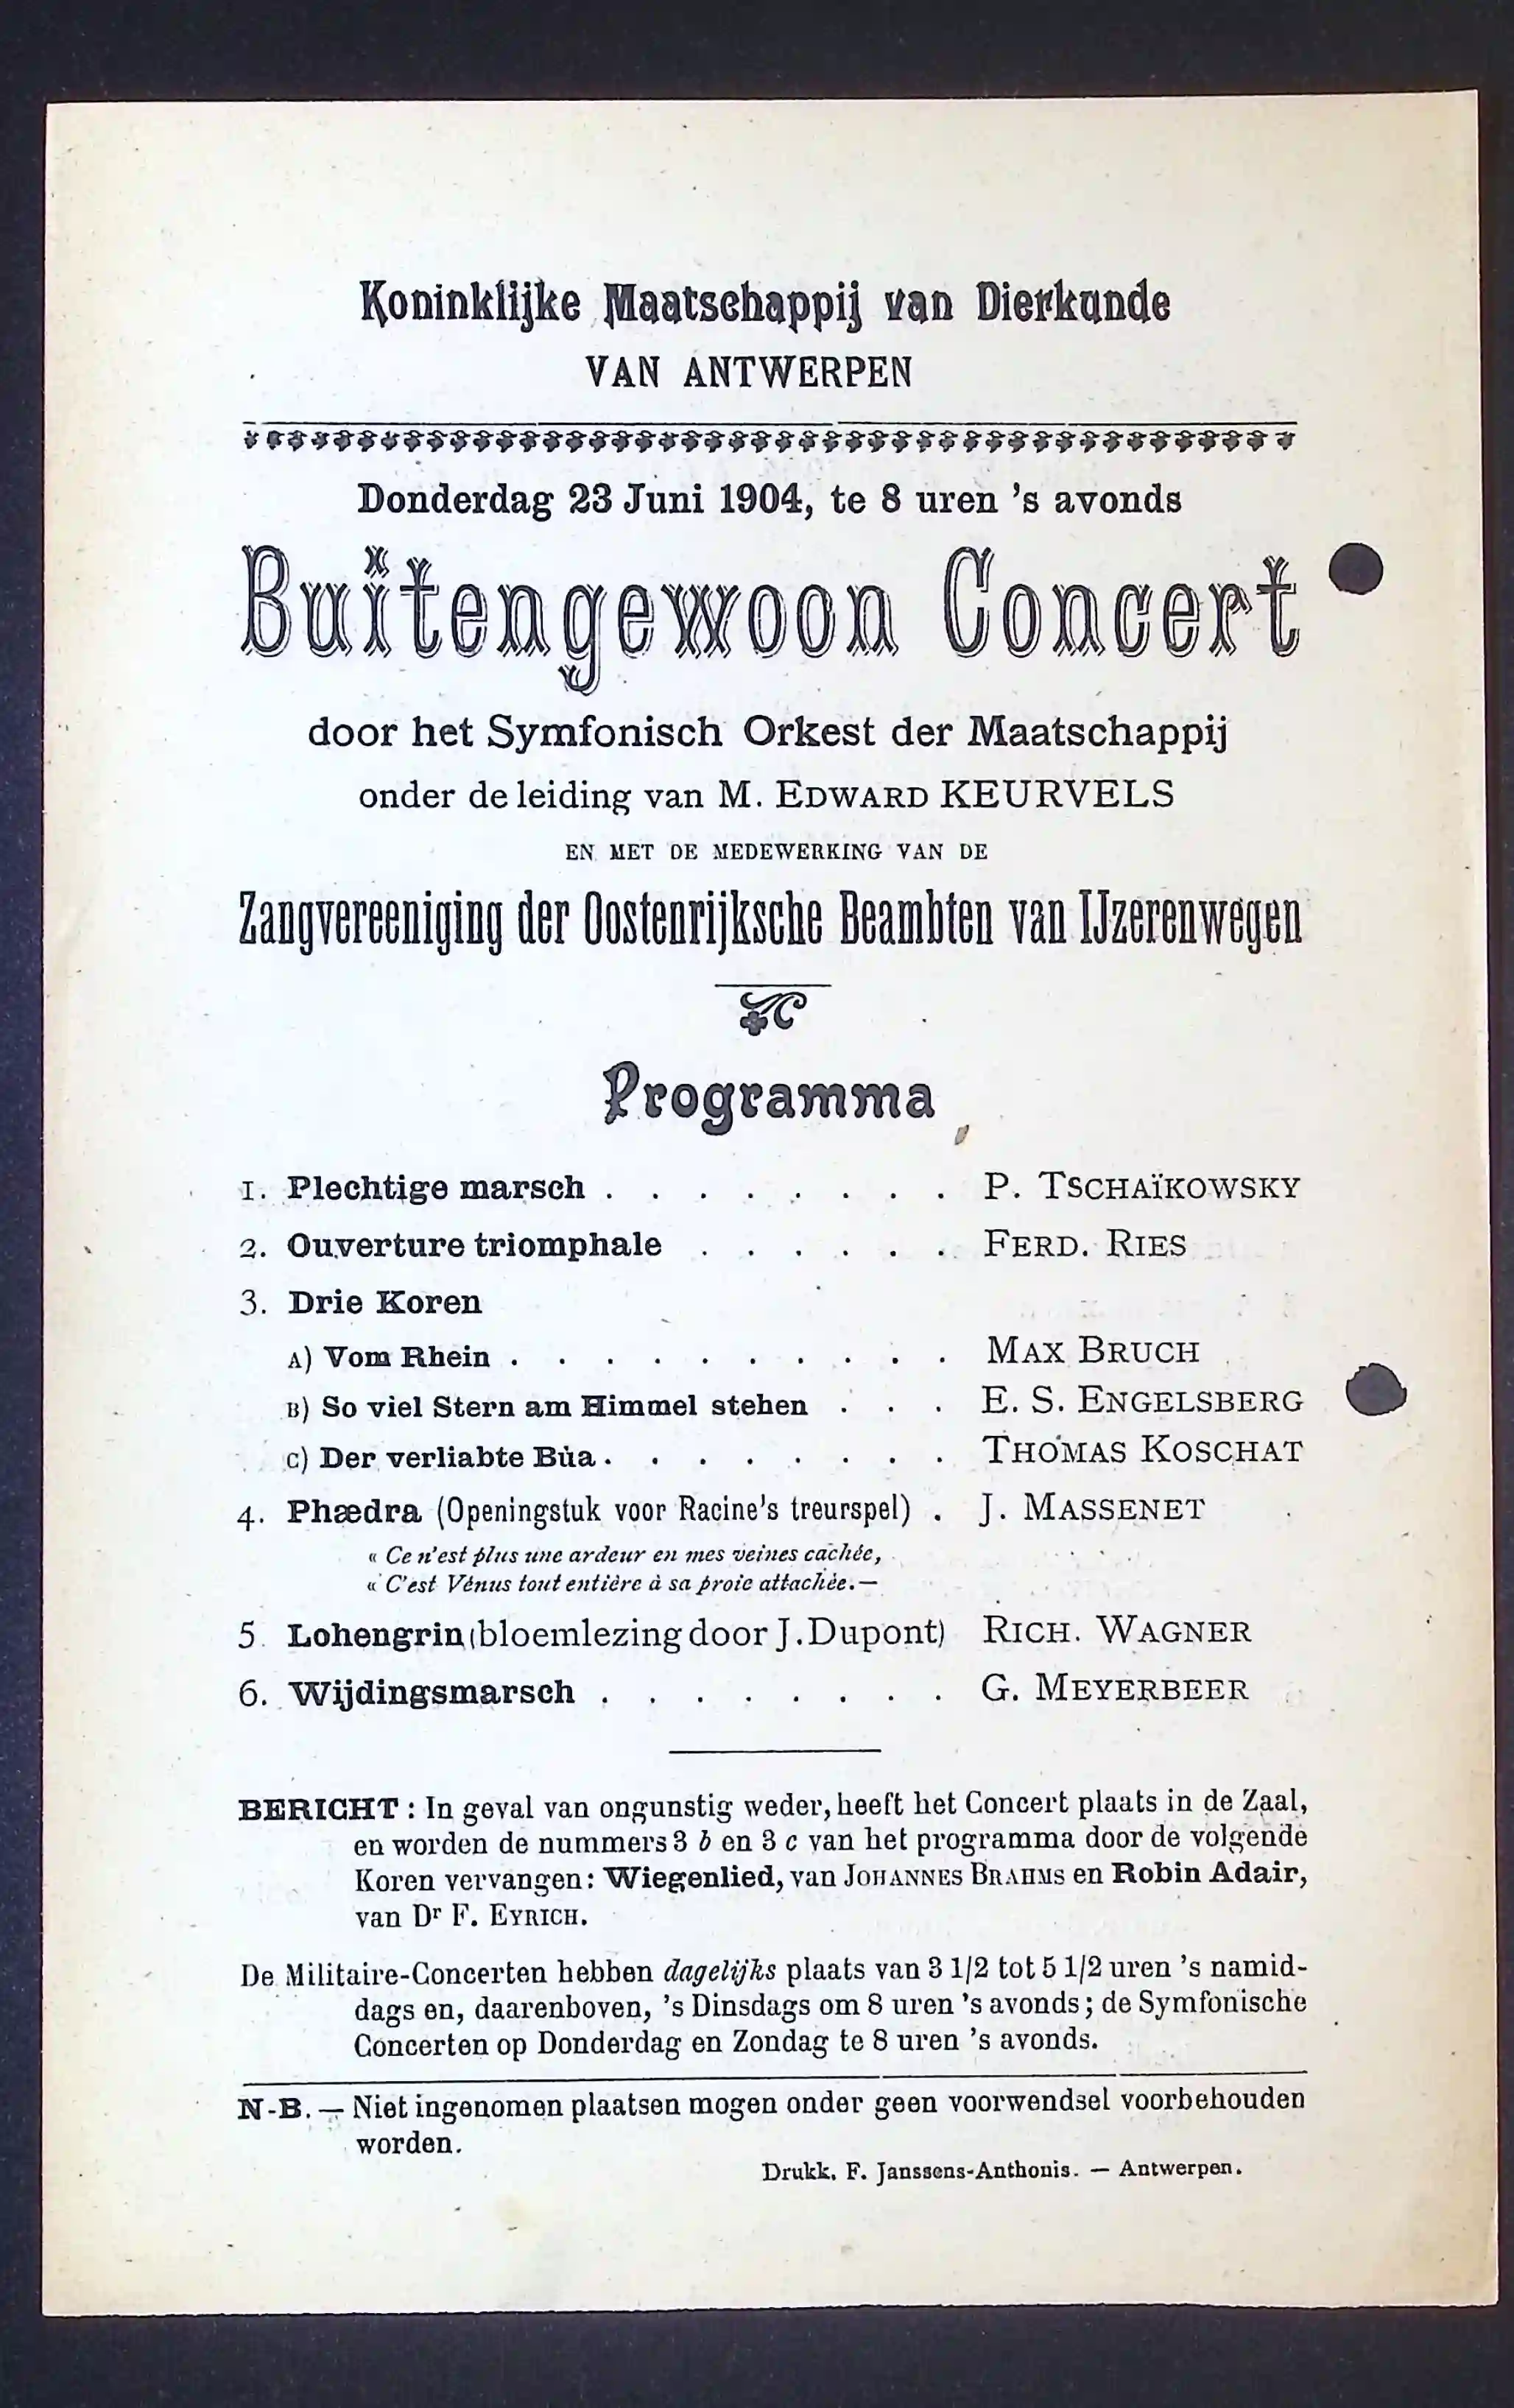 Koninklijke Maatschappij van Dierkunde
VAN ANTWERPEN
Donderdag 23 Juni 1904, te 8 uren 's avonds
Buitengewoon Concert
door het Symfonisch Orkest der Maatschappij
onder de leiding van M. EDWARD KEURVELS
EN MET DE MEDEWERKING VAN DE
Zangvereeniging der Oostenrijksche Beambten van IJzerenwegen
Programma
1. Plechtige marsch . . . . . . . . P. TSCHAÏKOWSKY
2. Ouverture triomphale . . . . . . FERD. RIES
3. Drie Koren
A) Vom Rhein . . . . . . . . . . MAX BRUCH
B) So viel Stern am Himmel stehen . . . E. S. ENGELSBERG
C) Der verliabte Bùa . . . . . . . . THOMAS KOSCHAT
4. Phædra (Openingstuk voor Racine's treurspel) . J. MASSENET
« Ce n'est plus une ardeur en mes veines cachée,
« C'est Vénus tout entière à sa proie attachée. —
5. Lohengrin (bloemlezing door J. Dupont) RICH. WAGNER
6. Wijdingsmarsch . . . . . . . . G. MEYERBEER
BERICHT : In geval van ongunstig weder, heeft het Concert plaats in de Zaal,
en worden de nummers 3 b en 3 c van het programma door de volgende
Koren vervangen : Wiegenlied, van JOHANNES BRAHMS en Robin Adair,
van Dr F. EYRICH.
De Militaire-Concerten hebben dagelijks plaats van 3 1/2 tot 5 1/2 uren 's namid-
dags en, daarenboven, 's Dinsdags om 8 uren 's avonds ; de Symfonische
Concerten op Donderdag en Zondag te 8 uren 's avonds.
N-B. — Niet ingenomen plaatsen mogen onder geen voorwendsel voorbehouden
worden.
Drukk. F. Janssens-Anthonis. — Antwerpen.